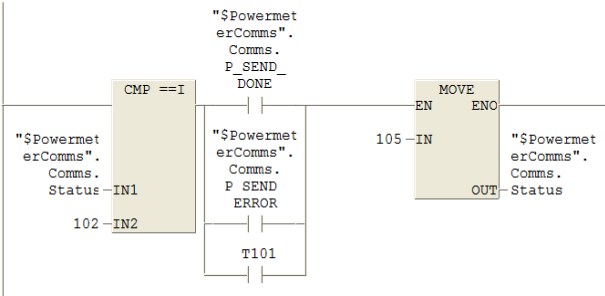 "$Powermet
erComms".
Comms.
P_SEND_
DONE
CMP ==I
MOVE
EN ENO
"$Powermet
erComms".
Comms.
Status
IN1
102
IN2
"$Powermet
erComms".
Comms.
P SEND
ERROR
T101
105
IN
"$Powermet
erComms".
Comms.
OUT
Status